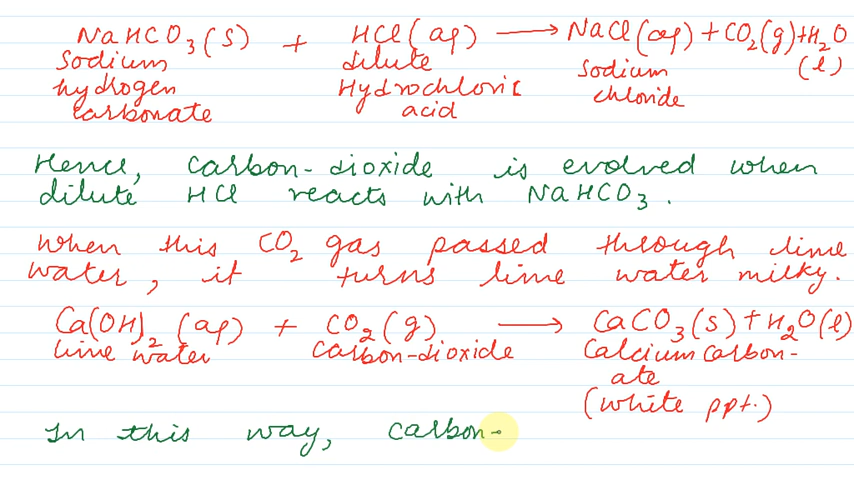 NaHCO₃(s) + HCl(aq) → NaCl(aq) + CO₂(g) + H₂O
sodium dilute sodium (l)
hydrogen Hydrochloric chloride
carbonate acid
Hence, carbon-dioxide is evolved when
dilute HCl reacts with NaHCO₃.
When this CO₂ gas passed through lime
water, it turns lime water milky.
Ca(OH)₂ (aq) + CO₂(g) → CaCO₃(s) + H₂O(l)
lime water carbon-dioxide Calcium carbon-
ate
(white ppt.)
In this way, carbon-